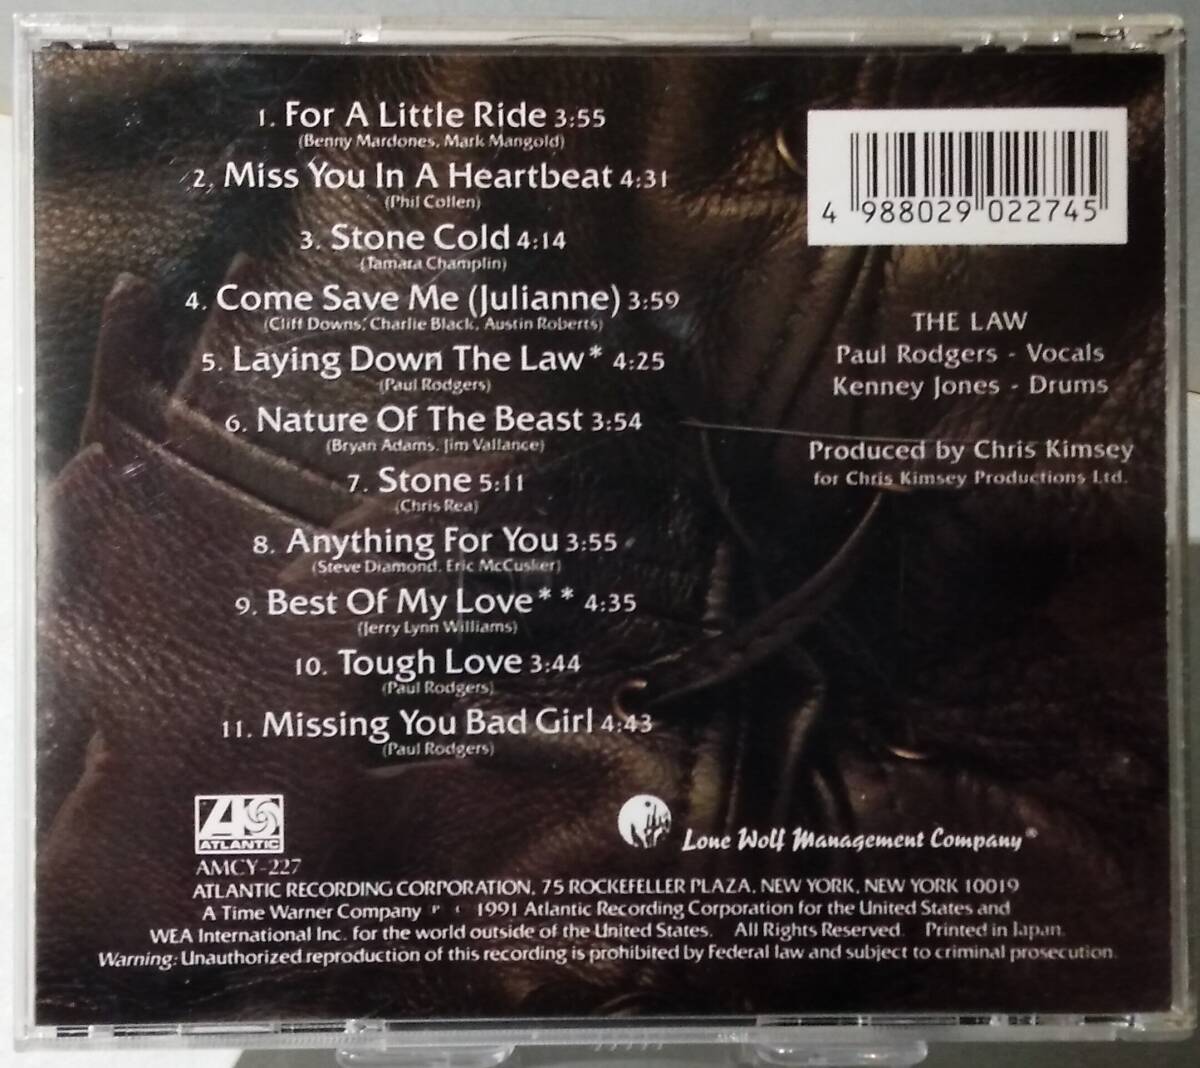 1. For A Little Ride 3:55
(Benny Mardones, Mark Mangold)
2. Miss You In A Heartbeat 4:31
(Phil Collen)
3. Stone Cold 4:14
(Tamara Champlin)
4. Come Save Me (Julianne) 3:59
(Cliff Downs, Charlie Black, Austin Roberts)
5. Laying Down The Law* 4:25
(Paul Rodgers)
6. Nature Of The Beast 3:54
(Bryan Adams, Jim Vallance)
7. Stone 5:11
(Chris Rea)
8. Anything For You 3:55
(Steve Diamond, Eric McCusker)
9. Best Of My Love** 4:35
(Jerry Lynn Williams)
10. Tough Love 3:44
(Paul Rodgers)
11. Missing You Bad Girl 4:43
(Paul Rodgers)
4 988029 022745
THE LAW
Paul Rodgers - Vocals
Kenney Jones - Drums
Produced by Chris Kimsey
for Chris Kimsey Productions Ltd.
ATLANTIC
AMCY-227
Lone Wolf Management Company®
ATLANTIC RECORDING CORPORATION, 75 ROCKEFELLER PLAZA, NEW YORK, NEW YORK 10019
A Time Warner Company ℗ © 1991 Atlantic Recording Corporation for the United States and
WEA International Inc. for the world outside of the United States. All Rights Reserved. Printed in Japan.
Warning: Unauthorized reproduction of this recording is prohibited by Federal law and subject to criminal prosecution.